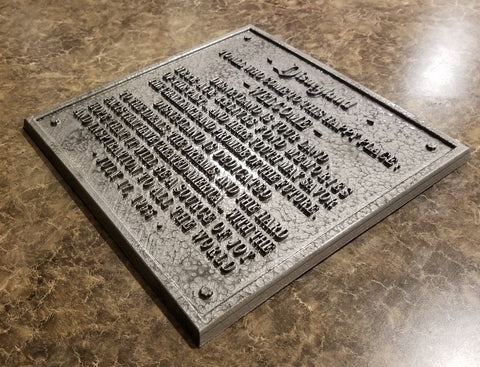 Disneyland
TO ALL WHO COME TO THIS HAPPY PLACE:
- WELCOME -
DISNEYLAND IS YOUR LAND.
HERE AGE RELIVES FOND MEMORIES
OF THE PAST... AND HERE YOUTH MAY SAVOR
THE CHALLENGE AND PROMISE OF THE FUTURE.
DISNEYLAND IS DEDICATED
TO THE IDEALS, THE DREAMS AND THE HARD
FACTS THAT HAVE CREATED AMERICA... WITH THE
HOPE THAT IT WILL BE A SOURCE OF JOY
AND INSPIRATION TO ALL THE WORLD
- JULY 17, 1955 -